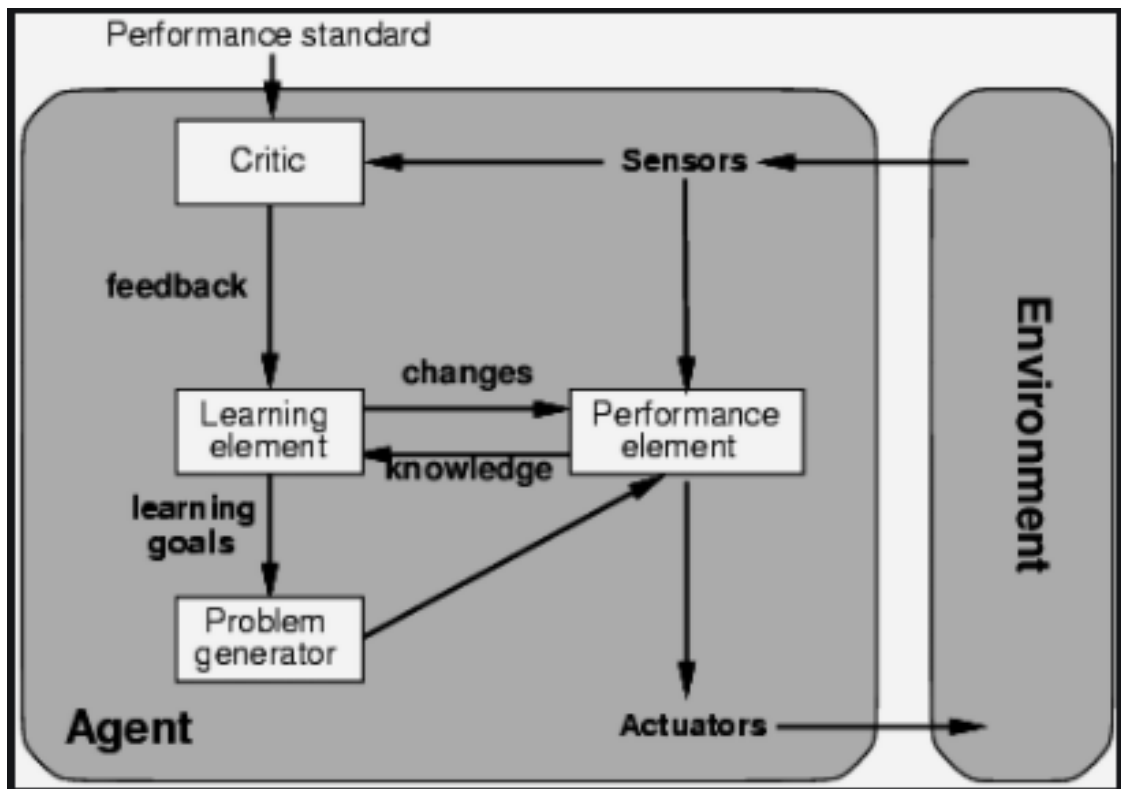 Performance standard
Critic
Sensors
feedback
changes
Learning
element
Performance
element
knowledge
learning
goals
Problem
generator
Agent
Actuators
Environment